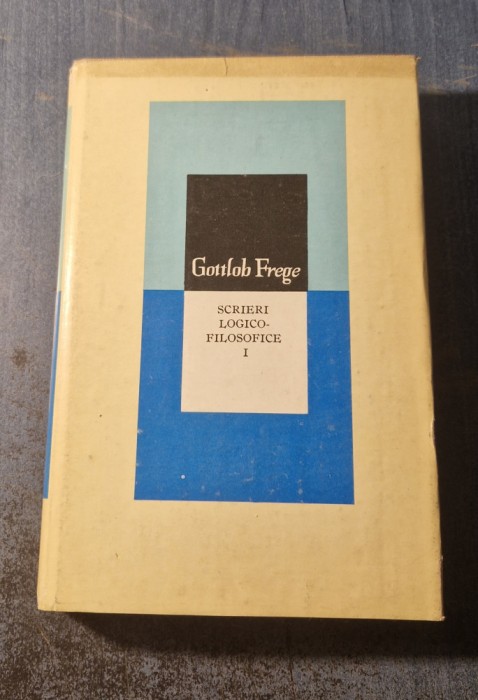 Gottlob Frege
SCRIERI
LOGICO-
FILOSOFICE
I